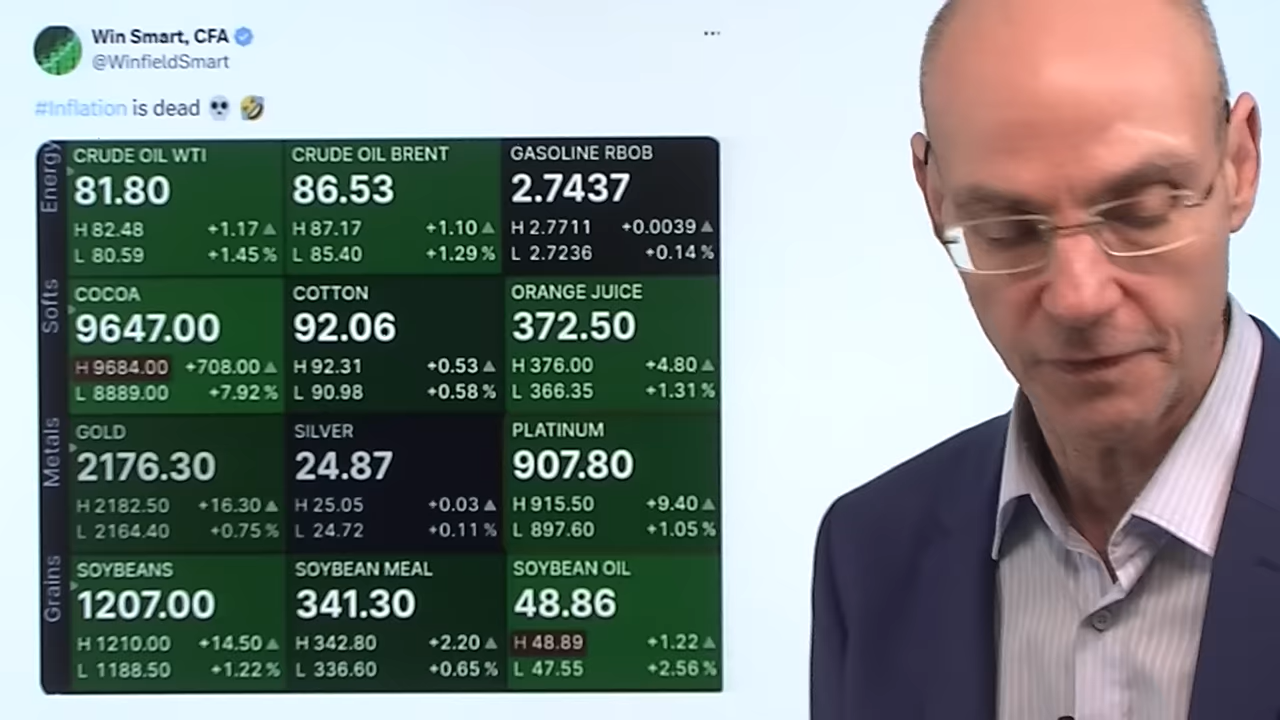 Win Smart, CFA
@WinfieldSmart
#Inflation is dead 💀 🤣
Energy
CRUDE OIL WTI
81.80
H 82.48 +1.17
L 80.59 +1.45%
CRUDE OIL BRENT
86.53
H 87.17 +1.10
L 85.40 +1.29%
GASOLINE RBOB
2.7437
H 2.7711 +0.0039
L 2.7236 +0.14%
Softs
COCOA
9647.00
H 9684.00 +708.00
L 8889.00 +7.92%
COTTON
92.06
H 92.31 +0.53
L 90.98 +0.58%
ORANGE JUICE
372.50
H 376.00 +4.80
L 366.35 +1.31%
Metals
GOLD
2176.30
H 2182.50 +16.30
L 2164.40 +0.75%
SILVER
24.87
H 25.05 +0.03
L 24.72 +0.11%
PLATINUM
907.80
H 915.50 +9.40
L 897.60 +1.05%
Grains
SOYBEANS
1207.00
H 1210.00 +14.50
L 1188.50 +1.22%
SOYBEAN MEAL
341.30
H 342.80 +2.20
L 336.60 +0.65%
SOYBEAN OIL
48.86
H 48.89 +1.22
L 47.55 +2.56%